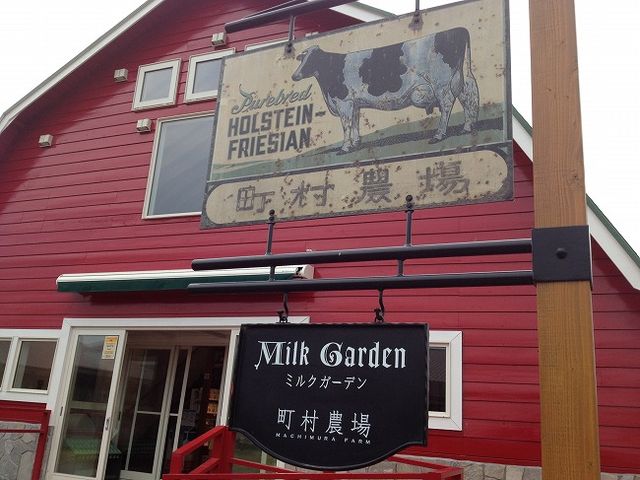 Purebred
HOLSTEIN-
FRIESIAN
町村農場
Milk Garden
ミルクガーデン
町村農場
MACHIMURA FARM